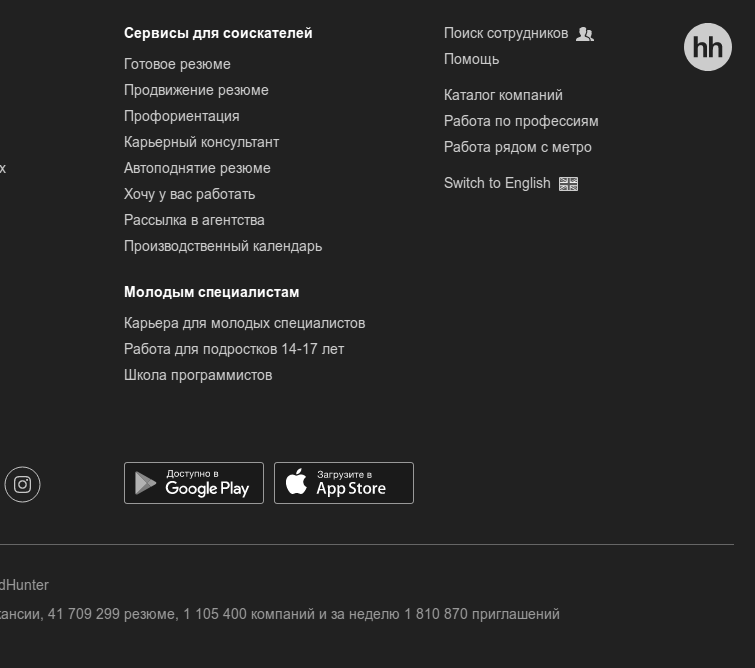 х
Сервисы для соискателей
Готовое резюме
Продвижение резюме
Профориентация
Карьерный консультант
Автоподнятие резюме
Хочу у вас работать
Рассылка в агентства
Производственный календарь
Молодым специалистам
Карьера для молодых специалистов
Работа для подростков 14-17 лет
Школа программистов
Поиск сотрудников
Помощь
Каталог компаний
Работа по профессиям
Работа рядом с метро
Switch to English
hh
Доступно в
Google Play
Загрузите в
App Store
dHunter
кансии, 41 709 299 резюме, 1 105 400 компаний и за неделю 1 810 870 приглашений